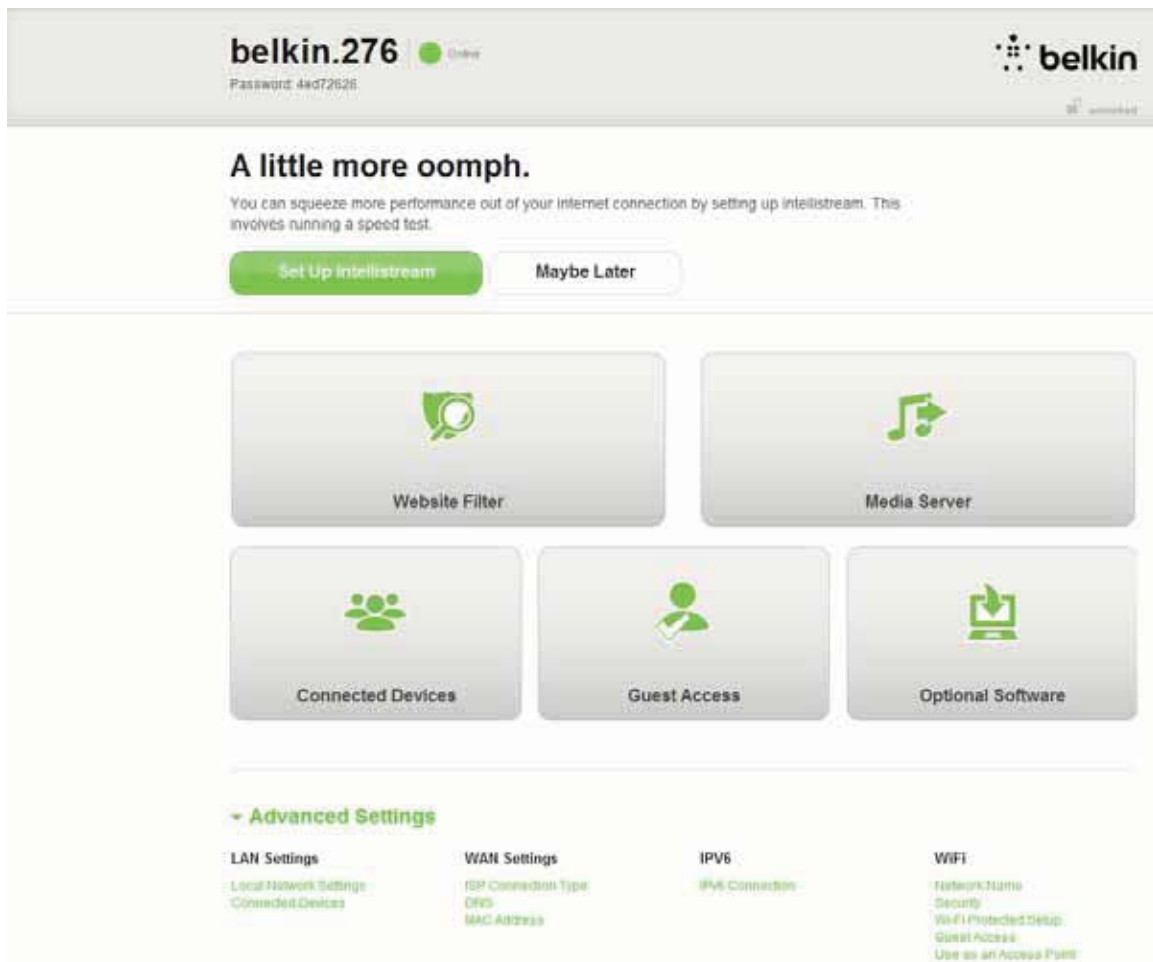 belkin.276
Online
belkin
Password: 4ed72626
unlocked
A little more oomph.
You can squeeze more performance out of your internet connection by setting up intellistream. This
involves running a speed test.
Set Up Intellistream
Maybe Later
Website Filter
Media Server
Connected Devices
Guest Access
Optional Software
Advanced Settings
LAN Settings
Local Network Settings
Connected Devices
WAN Settings
ISP Connection Type
DNS
MAC Address
IPV6
IPv6 Connection
WiFi
Network Name
Security
Wi-Fi Protected Setup
Guest Access
Use as an Access Point